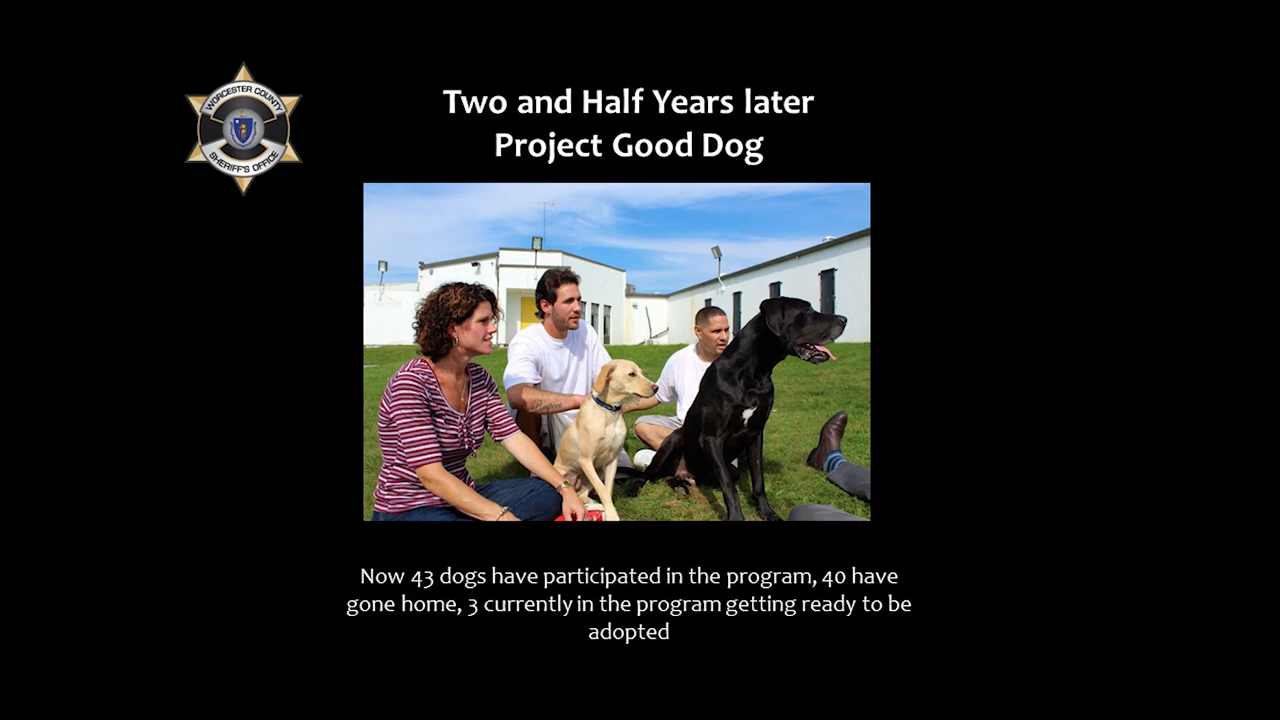 WORCESTER COUNTY
SHERIFF'S OFFICE
Two and Half Years later
Project Good Dog
Now 43 dogs have participated in the program, 40 have
gone home, 3 currently in the program getting ready to be
adopted